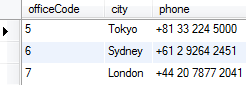 officeCode city phone
5 Tokyo +81 33 224 5000
6 Sydney +61 2 9264 2451
7 London +44 20 7877 2041